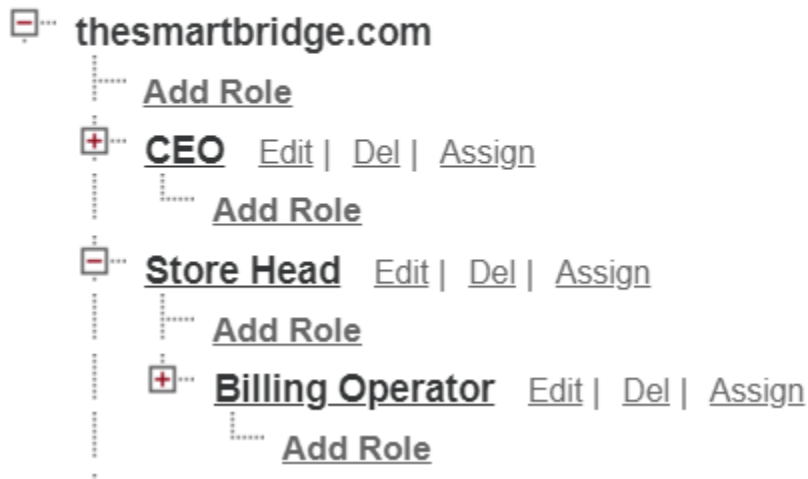 thesmartbridge.com
Add Role
CEO Edit | Del | Assign
Add Role
Store Head Edit | Del | Assign
Add Role
Billing Operator Edit | Del | Assign
Add Role